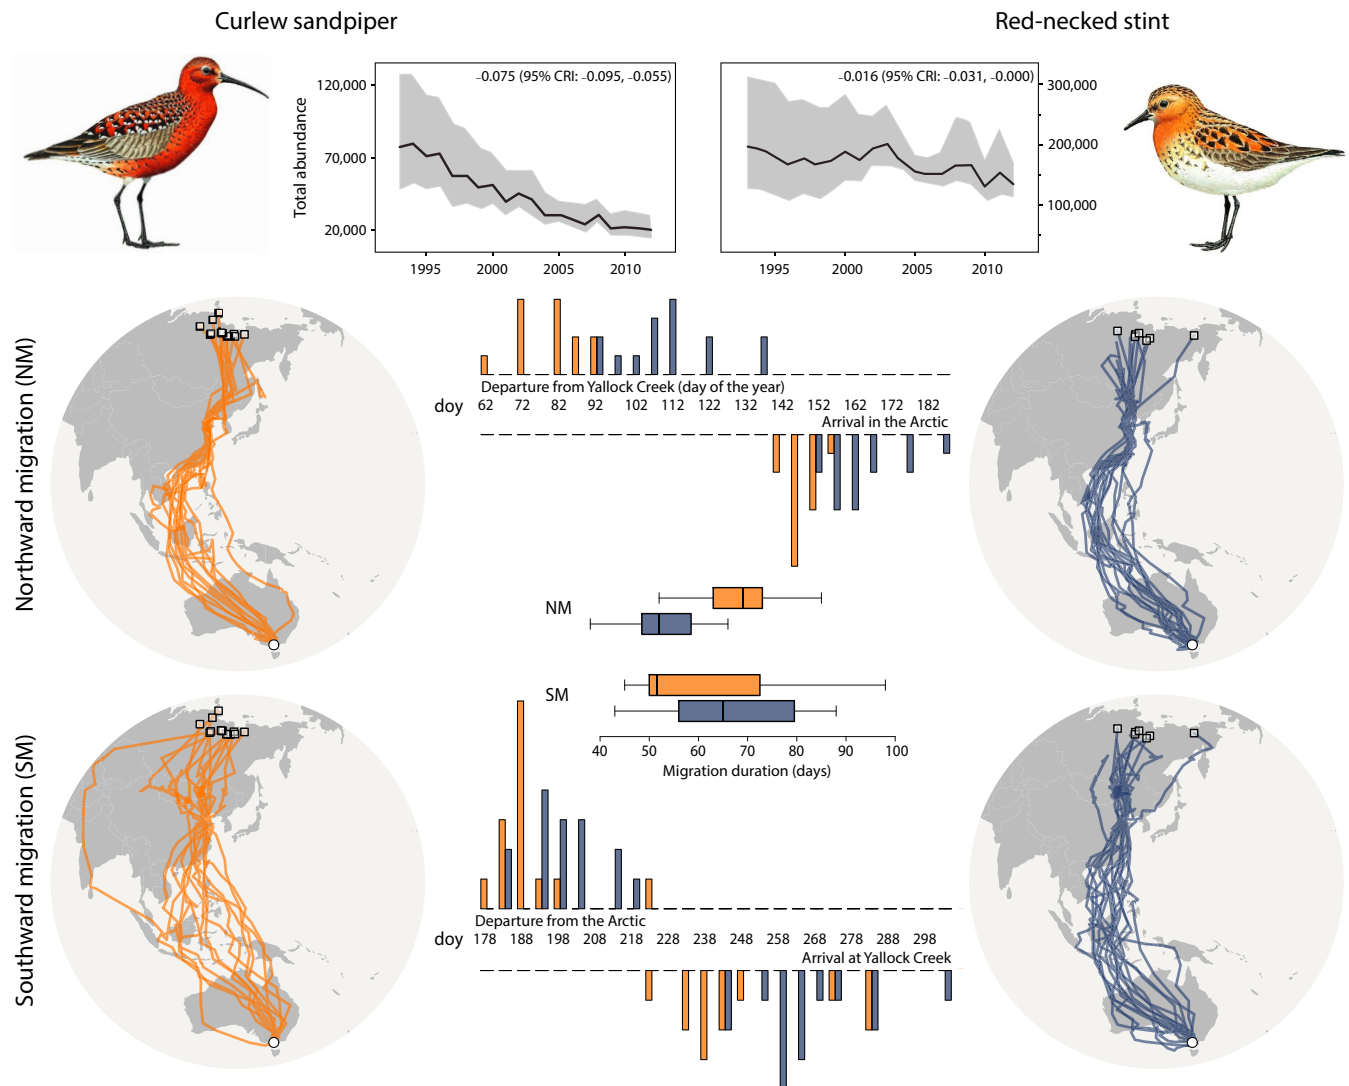 Curlew sandpiper
Red-necked stint
Total abundance
120,000
70,000
20,000
−0.075 (95% CRI: −0.095, −0.055)
1995 2000 2005 2010
−0.016 (95% CRI: −0.031, −0.000)
300,000
200,000
100,000
1995 2000 2005 2010
Northward migration (NM)
Departure from Yallock Creek (day of the year)
doy 62 72 82 92 102 112 122 132 142 152 162 172 182
Arrival in the Arctic
NM
SM
40 50 60 70 80 90 100
Migration duration (days)
Southward migration (SM)
Departure from the Arctic
doy 178 188 198 208 218 228 238 248 258 268 278 288 298
Arrival at Yallock Creek